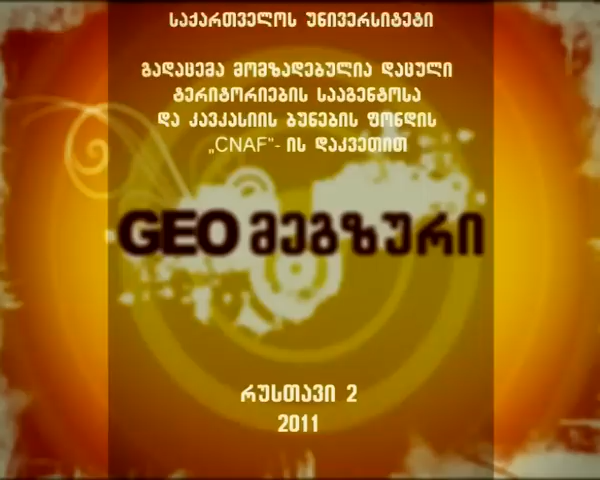 საქართველოს უნივერსიტეტი
გადაცემა მომზადებულია დაცული
ტერიტორიების სააგენტოსა
და კავკასიის ბუნების ფონდის
„CNAF“- ის დაკვეთით
GEO მეგზური
რუსთავი 2
2011